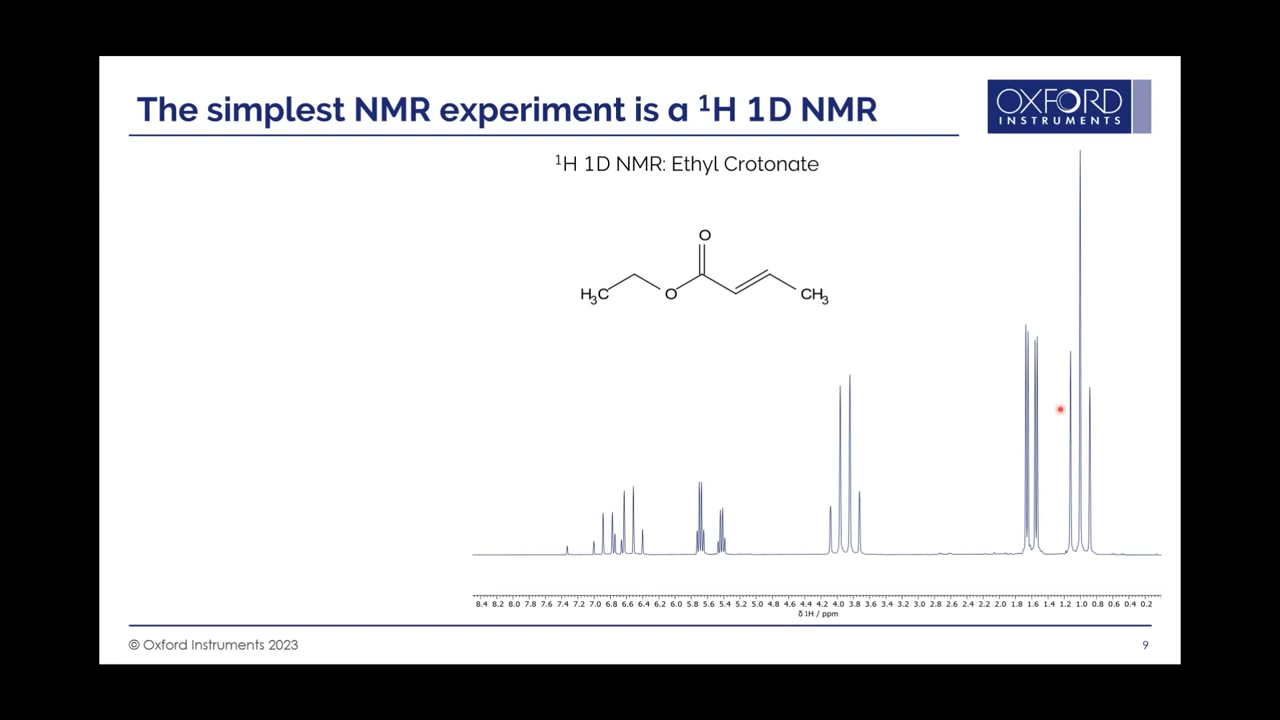 The simplest NMR experiment is a ¹H 1D NMR
OXFORD
INSTRUMENTS
¹H 1D NMR: Ethyl Crotonate
O
H₃C
O
CH₃
8.4 8.2 8.0 7.8 7.6 7.4 7.2 7.0 6.8 6.6 6.4 6.2 6.0 5.8 5.6 5.4 5.2 5.0 4.8 4.6 4.4 4.2 4.0 3.8 3.6 3.4 3.2 3.0 2.8 2.6 2.4 2.2 2.0 1.8 1.6 1.4 1.2 1.0 0.8 0.6 0.4 0.2
δ 1H / ppm
© Oxford Instruments 2023
9